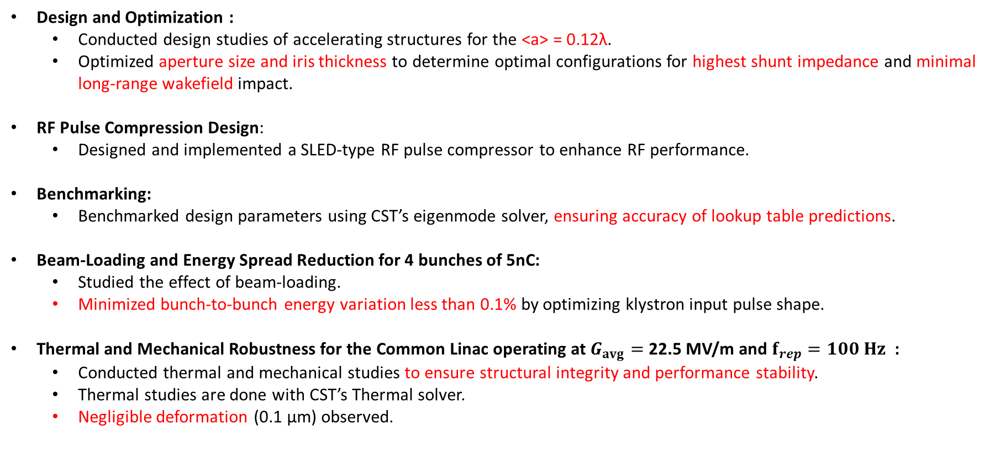 • Design and Optimization :
• Conducted design studies of accelerating structures for the <a> = 0.12λ.
• Optimized aperture size and iris thickness to determine optimal configurations for highest shunt impedance and minimal
long-range wakefield impact.
• RF Pulse Compression Design:
• Designed and implemented a SLED-type RF pulse compressor to enhance RF performance.
• Benchmarking:
• Benchmarked design parameters using CST’s eigenmode solver, ensuring accuracy of lookup table predictions.
• Beam-Loading and Energy Spread Reduction for 4 bunches of 5nC:
• Studied the effect of beam-loading.
• Minimized bunch-to-bunch energy variation less than 0.1% by optimizing klystron input pulse shape.
• Thermal and Mechanical Robustness for the Common Linac operating at G_avg = 22.5 MV/m and f_rep = 100 Hz :
• Conducted thermal and mechanical studies to ensure structural integrity and performance stability.
• Thermal studies are done with CST’s Thermal solver.
• Negligible deformation (0.1 μm) observed.